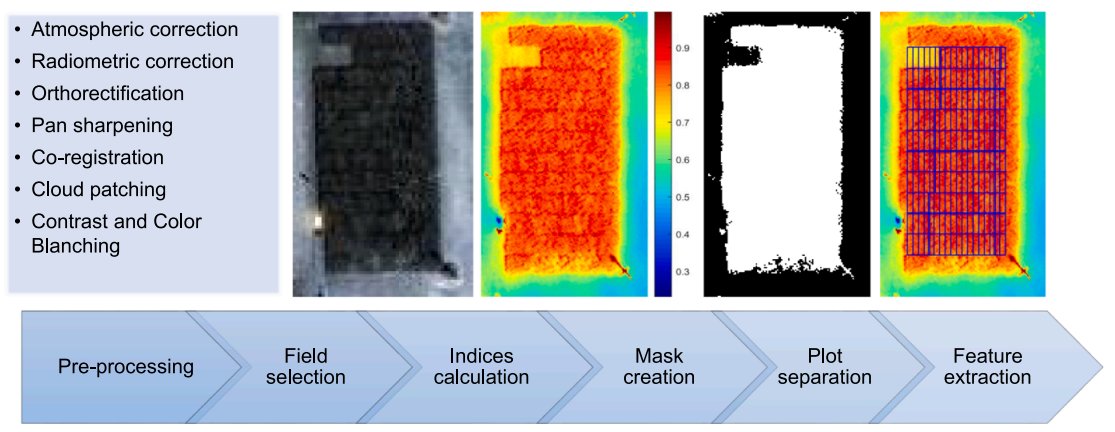 • Atmospheric correction
• Radiometric correction
• Orthorectification
• Pan sharpening
• Co-registration
• Cloud patching
• Contrast and Color
Blanching
0.9
0.8
0.7
0.6
0.5
0.4
0.3
Pre-processing
Field
selection
Indices
calculation
Mask
creation
Plot
separation
Feature
extraction